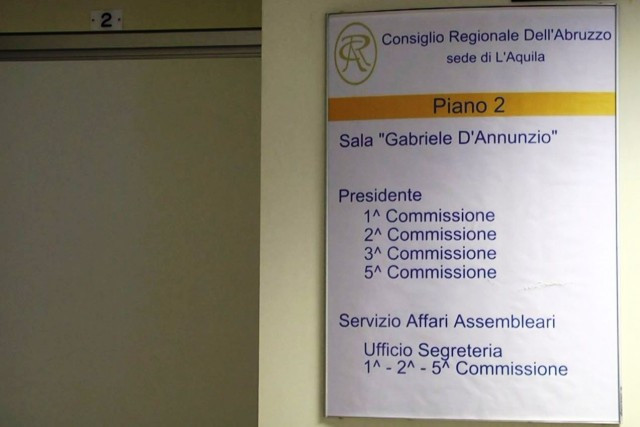 2
Consiglio Regionale Dell'Abruzzo
sede di L'Aquila
Piano 2
Sala "Gabriele D'Annunzio"
Presidente
1^ Commissione
2^ Commissione
3^ Commissione
5^ Commissione
Servizio Affari Assembleari
Ufficio Segreteria
1^ - 2^ - 5^ Commissione